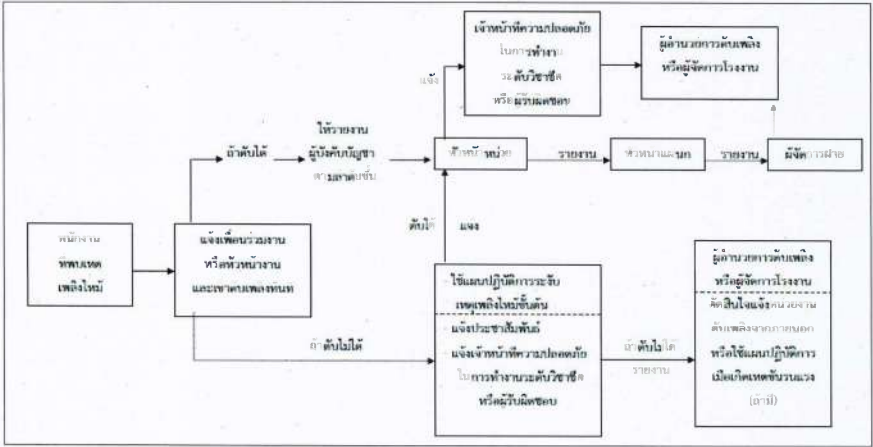 เจ้าหน้าที่ความปลอดภัย
ในการทำงาน
ระดับวิชาชีพ
หรือผู้รับผิดชอบ
ผู้อำนวยการดับเพลิง
หรือผู้จัดการโรงงาน
แจ้ง
ให้รายงาน
ผู้บังคับบัญชา
ตามลำดับชั้น
ถ้าดับได้
หัวหน้าหน่วย
รายงาน
หัวหน้าแผนก
รายงาน
ผู้จัดการฝ่าย
ดับได้
แจ้ง
พนักงาน
ที่พบเหตุ
เพลิงไหม้
แจ้งเพื่อนร่วมงาน
หรือหัวหน้างาน
และเข้าดับเพลิงทันที
ถ้าดับไม่ได้
ใช้แผนปฏิบัติการระงับ
เหตุเพลิงไหม้ขั้นต้น
แจ้งประชาสัมพันธ์
แจ้งเจ้าหน้าที่ความปลอดภัย
ในการทำงานระดับวิชาชีพ
หรือผู้รับผิดชอบ
ถ้าดับไม่ได้
รายงาน
ผู้อำนวยการดับเพลิง
หรือผู้จัดการโรงงาน
ตัดสินใจแจ้งหน่วยงาน
ดับเพลิงจากภายนอก
หรือใช้แผนปฏิบัติการ
เมื่อเกิดเหตุขั้นรุนแรง
(ถ้ามี)